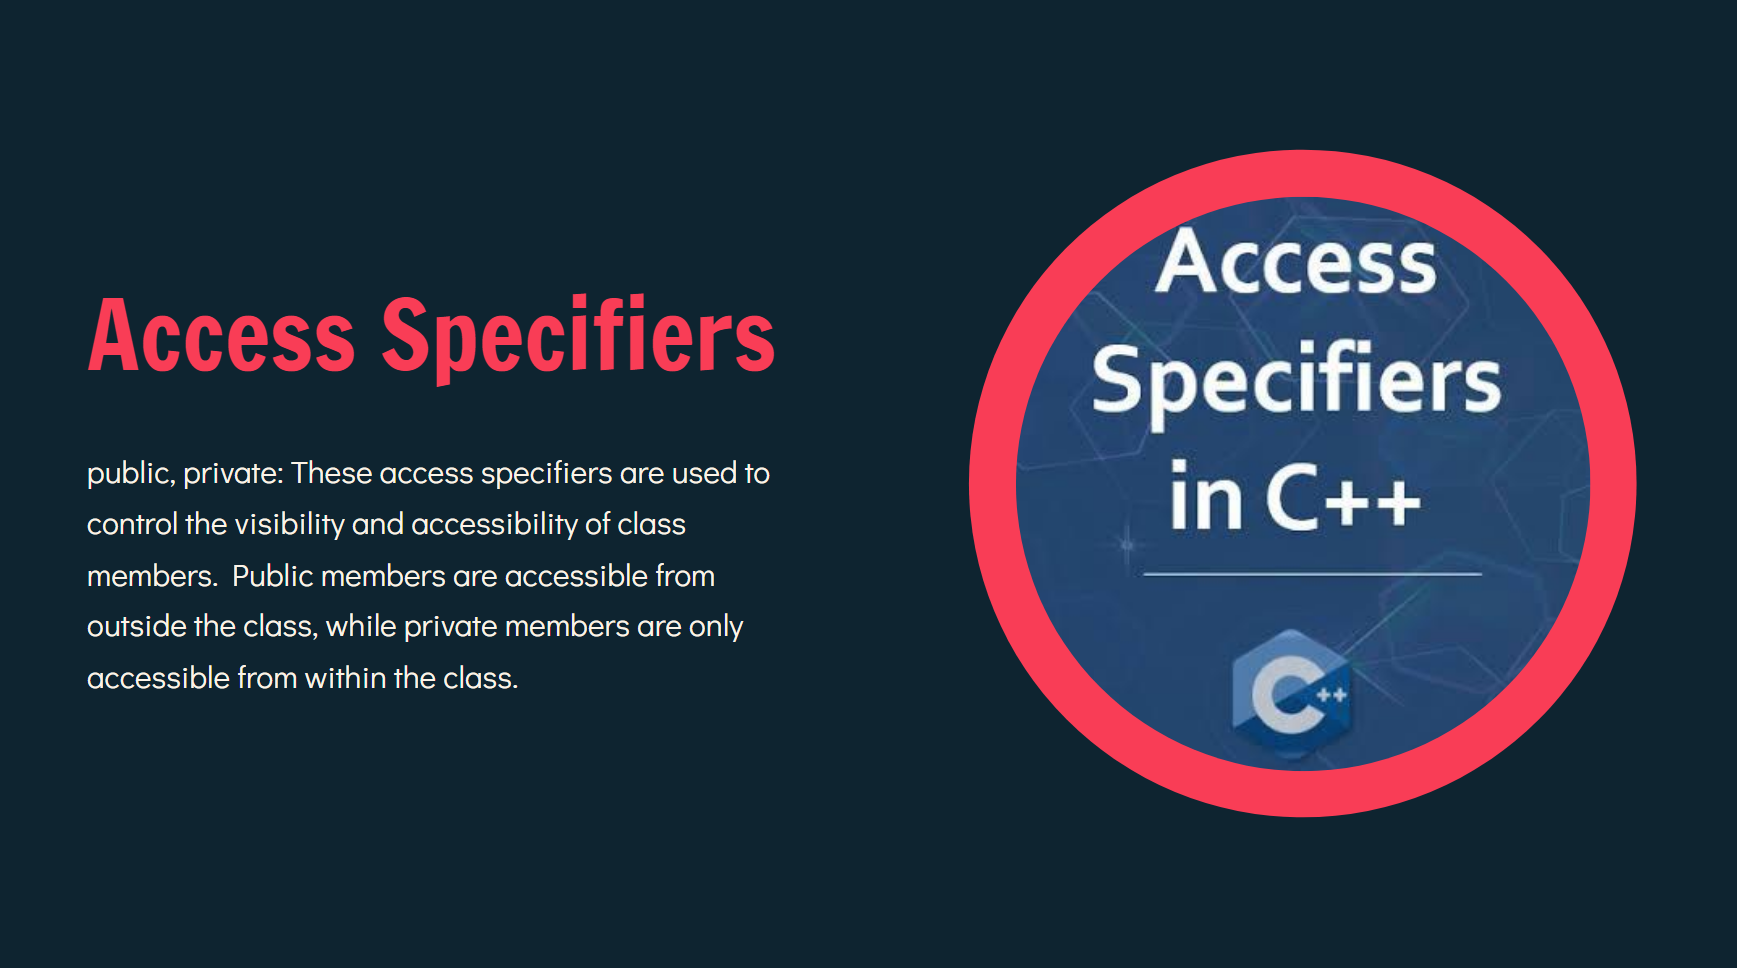 Access Specifiers
public, private: These access specifiers are used to
control the visibility and accessibility of class
members.  Public members are accessible from
outside the class, while private members are only
accessible from within the class.
Access
Specifiers
in C++
C++